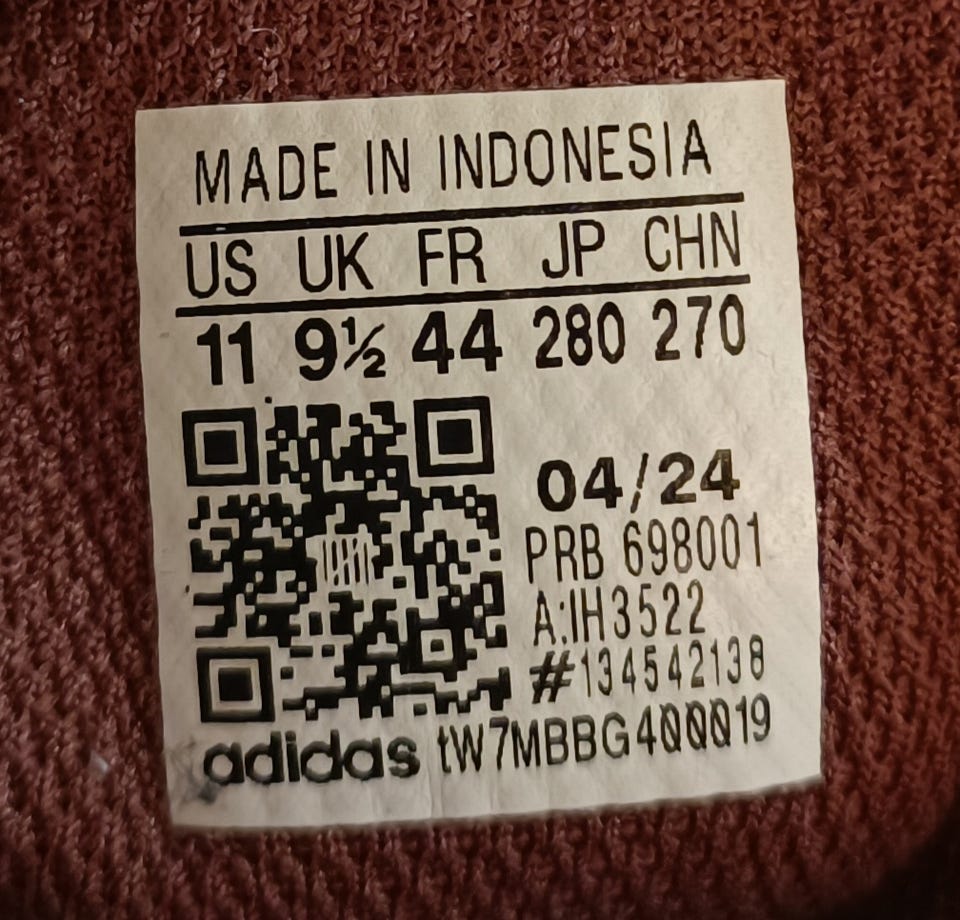 MADE IN INDONESIA
US UK FR JP CHN
11 9½ 44 280 270
04/24
PRB 698001
A:IH3522
#134542138
adidas tW7MBBG400019